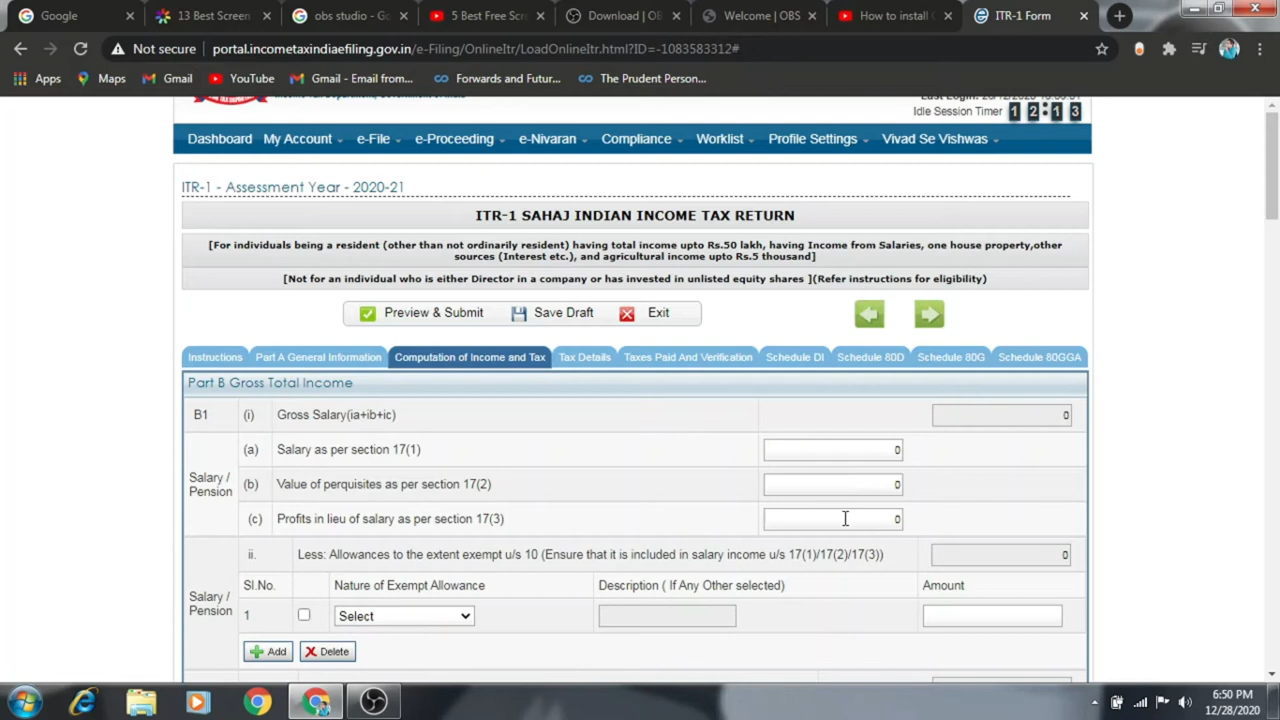 Google
13 Best Screen
obs studio - Go
5 Best Free Scre
Download | OB
Welcome | OBS
How to install O
ITR-1 Form
Not secure
portal.incometaxindiaefiling.gov.in/e-Filing/OnlineItr/LoadOnlineItr.html?ID=-1083583312#
Apps
Maps
Gmail
YouTube
Gmail - Email from...
Forwards and Futur...
The Prudent Person...
Idle Session Timer 1 2 : 1 3
Dashboard
My Account
e-File
e-Proceeding
e-Nivaran
Compliance
Worklist
Profile Settings
Vivad Se Vishwas
ITR-1 - Assessment Year - 2020-21
ITR-1 SAHAJ INDIAN INCOME TAX RETURN
[For individuals being a resident (other than not ordinarily resident) having total income upto Rs.50 lakh, having Income from Salaries, one house property,other
sources (Interest etc.), and agricultural income upto Rs.5 thousand]
[Not for an individual who is either Director in a company or has invested in unlisted equity shares ](Refer instructions for eligibility)
Preview & Submit
Save Draft
Exit
Instructions
Part A General Information
Computation of Income and Tax
Tax Details
Taxes Paid And Verification
Schedule DI
Schedule 80D
Schedule 80G
Schedule 80GGA
Part B Gross Total Income
B1 (i) Gross Salary(ia+ib+ic) 0
(a) Salary as per section 17(1) 0
Salary /
Pension
(b) Value of perquisites as per section 17(2) 0
(c) Profits in lieu of salary as per section 17(3) 0
ii. Less: Allowances to the extent exempt u/s 10 (Ensure that it is included in salary income u/s 17(1)/17(2)/17(3)) 0
Salary /
Pension
Sl.No. Nature of Exempt Allowance Description ( If Any Other selected) Amount
1 Select
Add
Delete
6:50 PM
12/28/2020